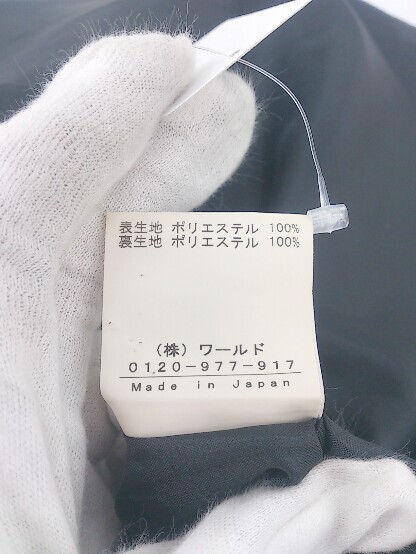 表生地 ポリエステル 100%
裏生地 ポリエステル 100%
(株) ワールド
0120-977-917
Made in Japan